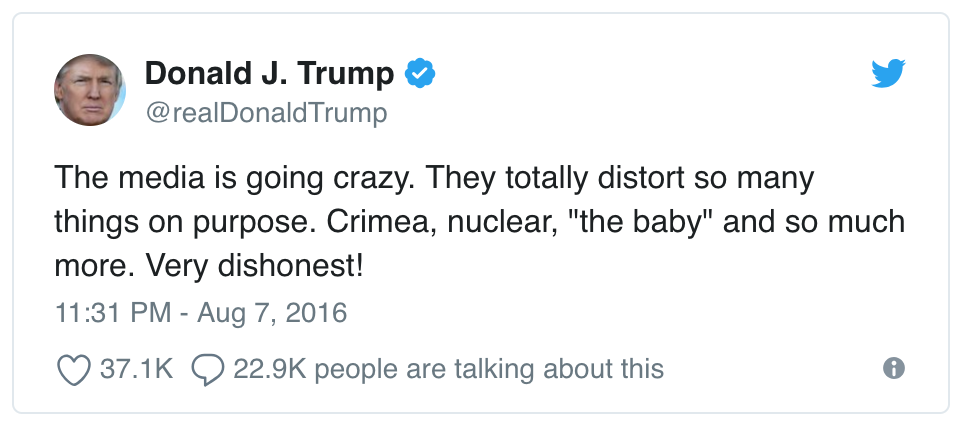 Donald J. Trump
@realDonaldTrump
The media is going crazy. They totally distort so many
things on purpose. Crimea, nuclear, "the baby" and so much
more. Very dishonest!
11:31 PM - Aug 7, 2016
37.1K 22.9K people are talking about this